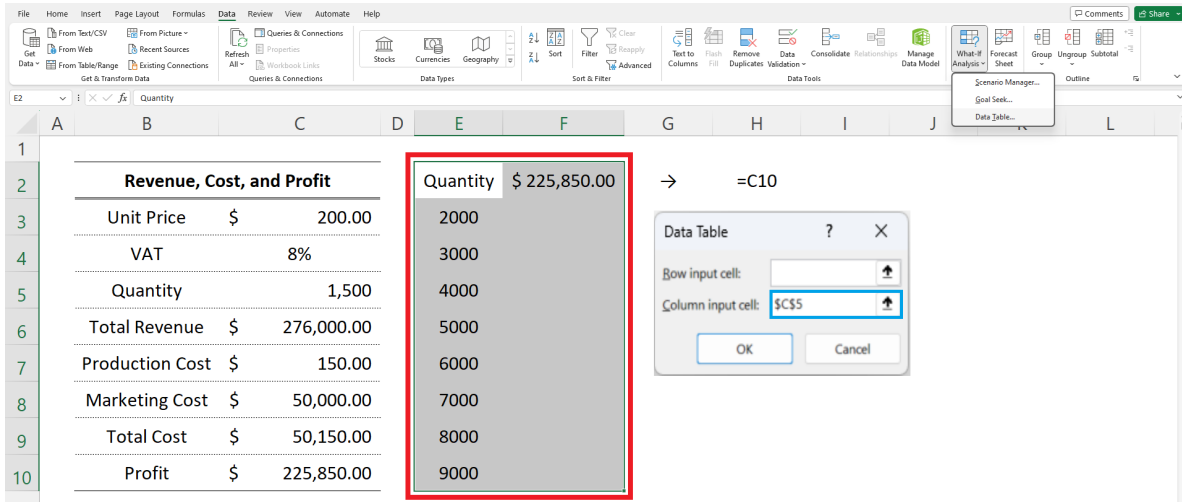 File Home Insert Page Layout Formulas Data Review View Automate Help Comments Share
Get Data From Text/CSV From Web From Table/Range From Picture Recent Sources Existing Connections
Get & Transform Data
Refresh All Queries & Connections Properties Workbook Links
Queries & Connections
Stocks Currencies Geography
Data Types
Sort Filter Clear Reapply Advanced
Sort & Filter
Text to Columns Flash Fill Remove Duplicates Data Validation Consolidate Relationships Manage Data Model
Data Tools
What-If Analysis Forecast Sheet
Group Ungroup Subtotal
Outline
Scenario Manager...
Goal Seek...
Data Table...
E2 fx Quantity
A B C D E F G H I J K L
1
2 Revenue, Cost, and Profit Quantity $ 225,850.00 → =C10
3 Unit Price $ 200.00 2000
4 VAT 8% 3000
5 Quantity 1,500 4000
6 Total Revenue $ 276,000.00 5000
7 Production Cost $ 150.00 6000
8 Marketing Cost $ 50,000.00 7000
9 Total Cost $ 50,150.00 8000
10 Profit $ 225,850.00 9000
Data Table ?
Row input cell:
Column input cell: $C$5
OK Cancel